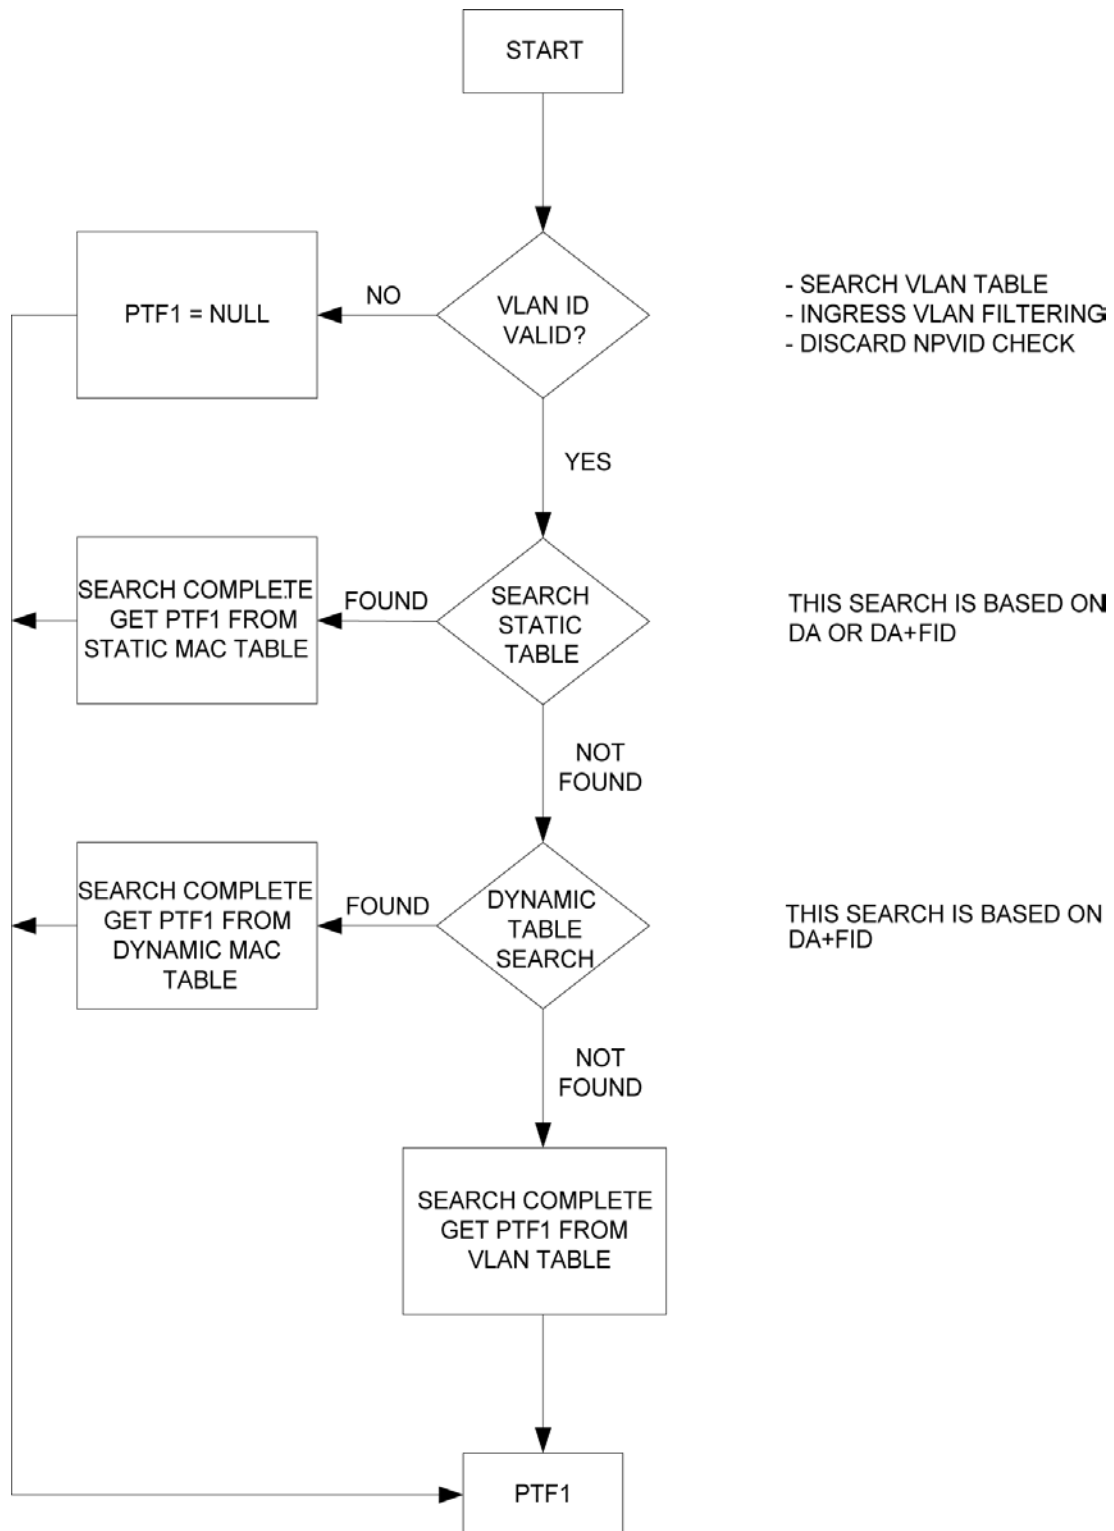 START
PTF1 = NULL
NO
VLAN ID
VALID?
- SEARCH VLAN TABLE
- INGRESS VLAN FILTERING
- DISCARD NPVID CHECK
YES
SEARCH COMPLETE
GET PTF1 FROM
STATIC MAC TABLE
FOUND
SEARCH
STATIC
TABLE
THIS SEARCH IS BASED ON
DA OR DA+FID
NOT
FOUND
SEARCH COMPLETE
GET PTF1 FROM
DYNAMIC MAC
TABLE
FOUND
DYNAMIC
TABLE
SEARCH
THIS SEARCH IS BASED ON
DA+FID
NOT
FOUND
SEARCH COMPLETE
GET PTF1 FROM
VLAN TABLE
PTF1